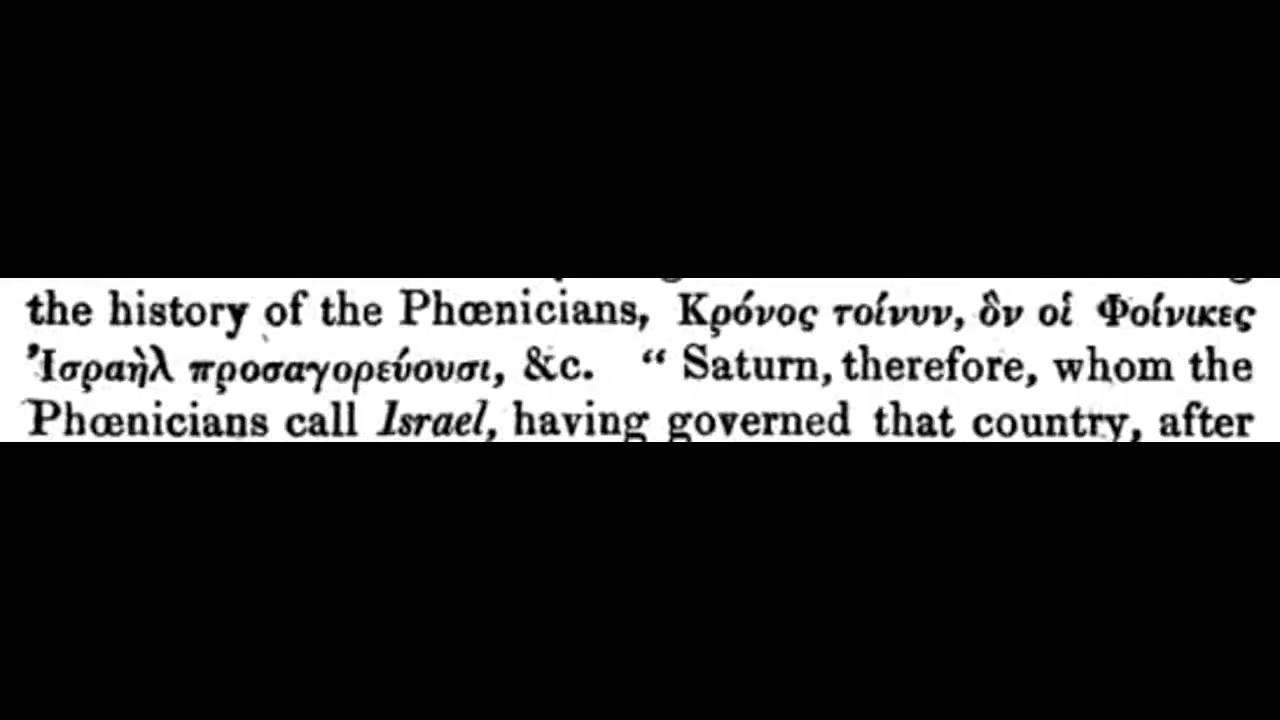 the history of the Phœnicians, Κρόνος τοίνυν, ὃν οἱ Φοίνικες
Ἰσραὴλ προσαγορεύουσι, &c. “ Saturn, therefore, whom the
Phœnicians call Israel, having governed that country, after